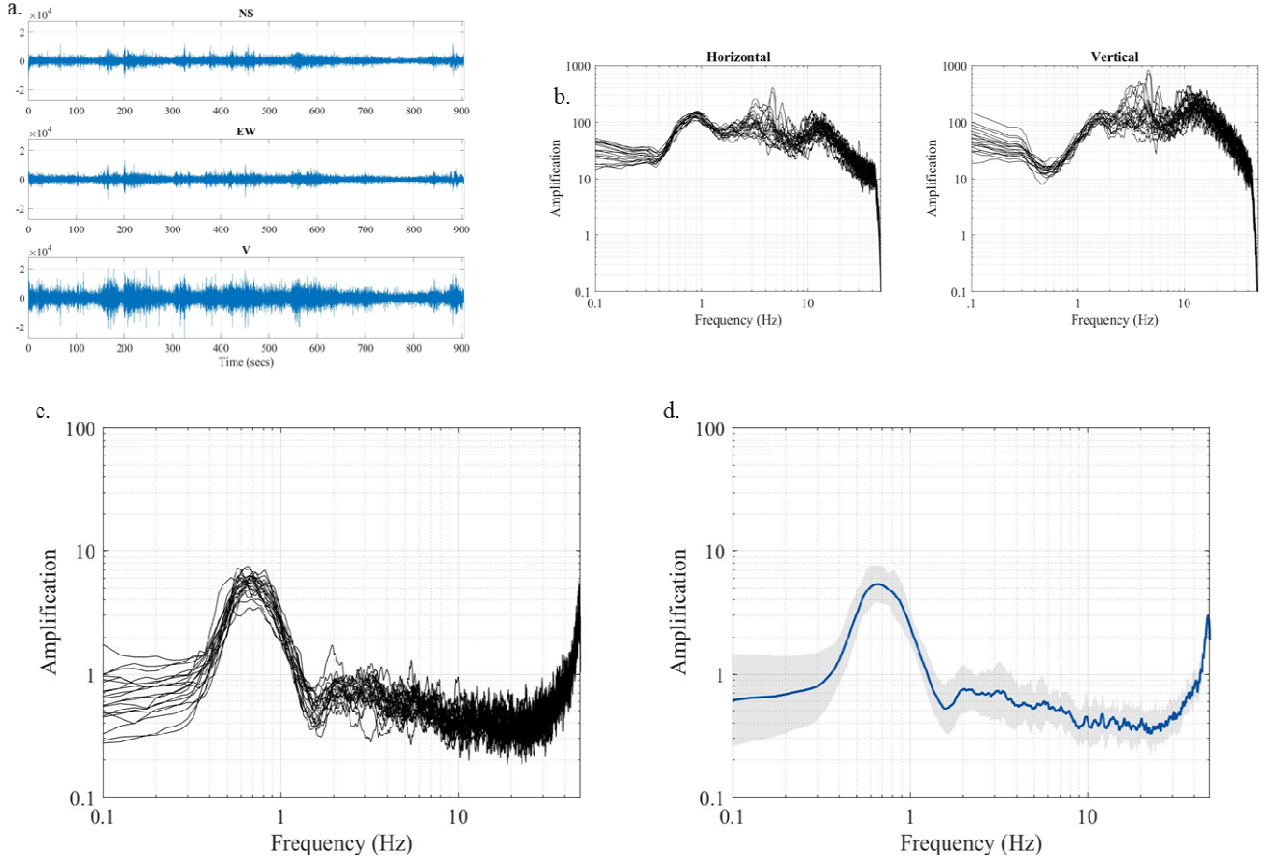 a.
NS
×10⁴
2
0
-2
0 100 200 300 400 500 600 700 800 900
EW
×10⁴
2
0
-2
0 100 200 300 400 500 600 700 800 900
V
×10⁴
2
0
-2
0 100 200 300 400 500 600 700 800 900
Time (secs)
b.
Horizontal
Amplification
1000
100
10
1
0.1
0.1 1 10
Frequency (Hz)
Vertical
Amplification
1000
100
10
1
0.1
0.1 1 10
Frequency (Hz)
c.
Amplification
100
10
1
0.1
0.1 1 10
Frequency (Hz)
d.
Amplification
100
10
1
0.1
0.1 1 10
Frequency (Hz)